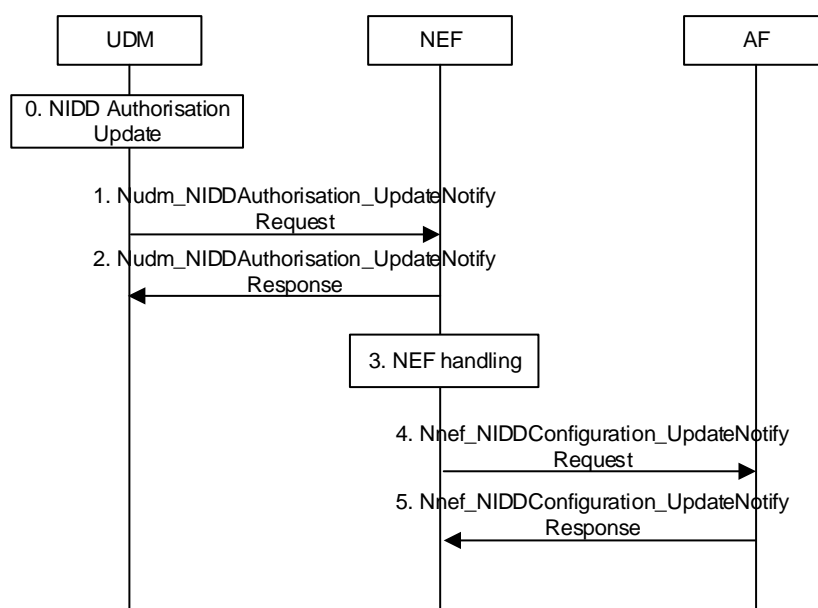 UDM
NEF
AF
0. NIDD Authorisation
Update
1. Nudm_NIDDAuthorisation_UpdateNotify
Request
2. Nudm_NIDDAuthorisation_UpdateNotify
Response
3. NEF handling
4. Nnef_NIDDConfiguration_UpdateNotify
Request
5. Nnef_NIDDConfiguration_UpdateNotify
Response